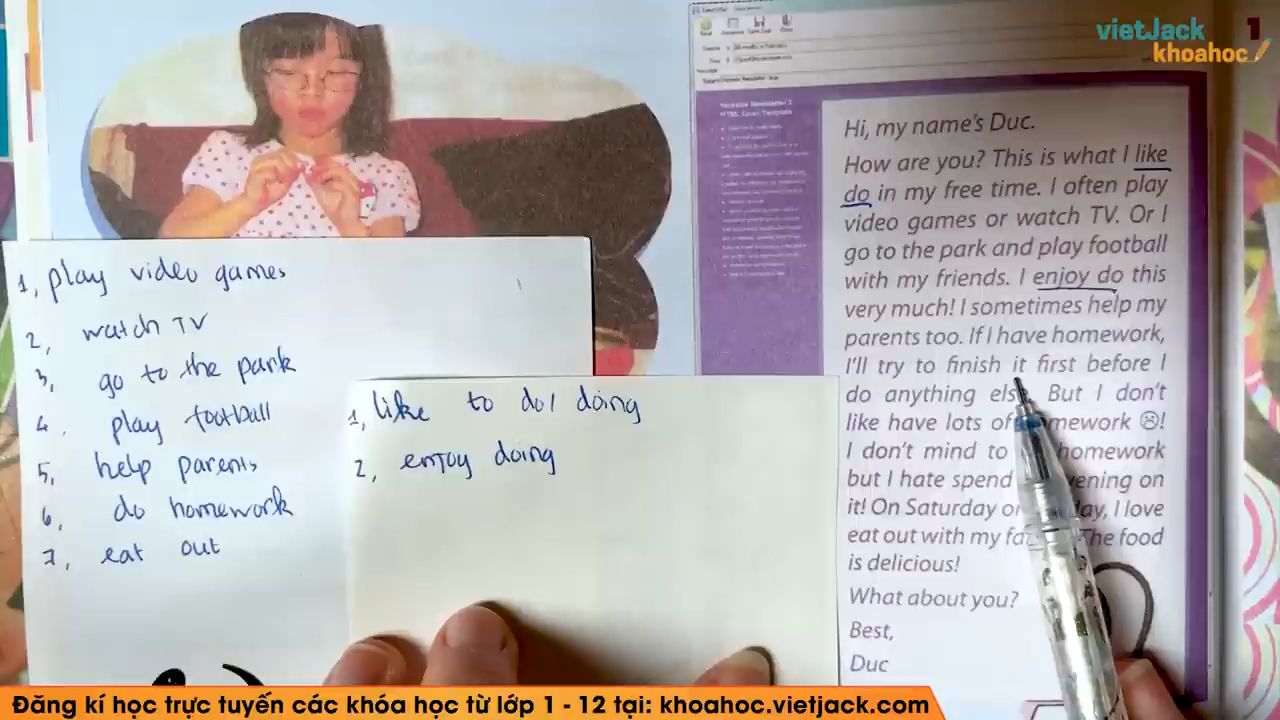 vietJack
khoahoc
1
Hi, my name's Duc.
How are you? This is what I like
do in my free time. I often play
video games or watch TV. Or I
go to the park and play football
with my friends. I enjoy do this
very much! I sometimes help my
parents too. If I have homework,
I'll try to finish it first before I
do anything else. But I don't
like have lots of
I don't mind to homework
but I hate spend on
it! On Saturday I love
eat out with my The food
is delicious!
What about you?
Best,
Duc
1, play video games
2, watch TV
3, go to the park
4. play football
5, help parents
6, do homework
7, eat out
1, like to do/ doing
2, enjoy doing
Đăng kí học trực tuyến các khóa học từ lớp 1 - 12 tại: khoahoc.vietjack.com